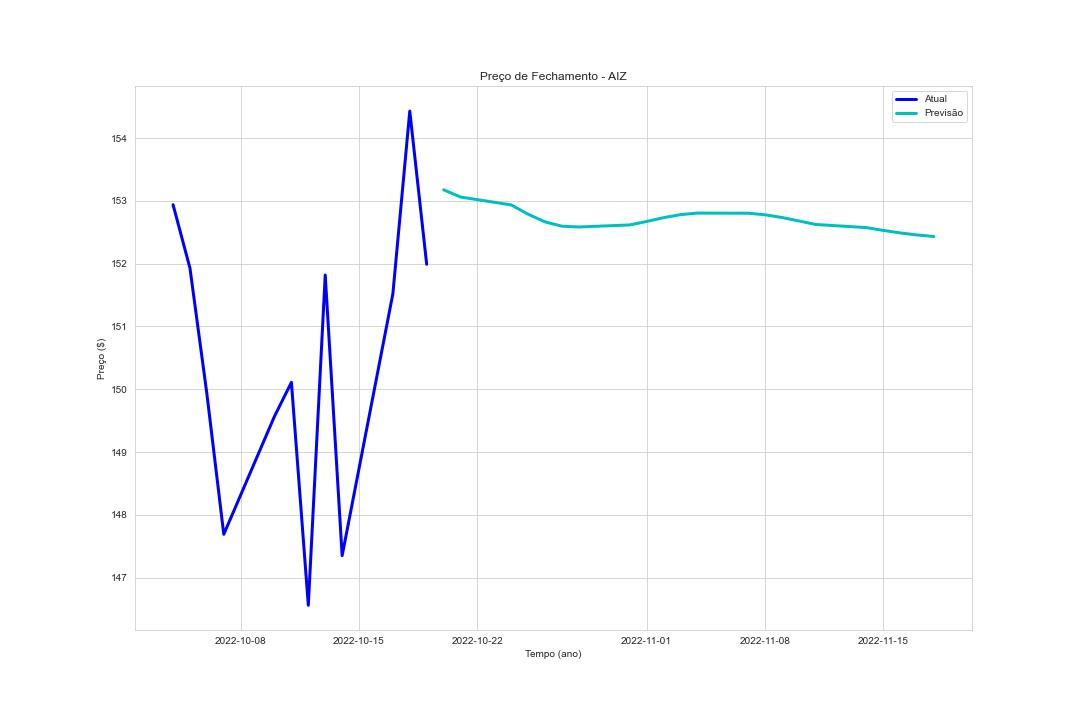 Preço de Fechamento - AIZ
Atual
Previsão
154
153
152
151
150
149
148
147
Preço ($)
2022-10-08
2022-10-15
2022-10-22
2022-11-01
2022-11-08
2022-11-15
Tempo (ano)